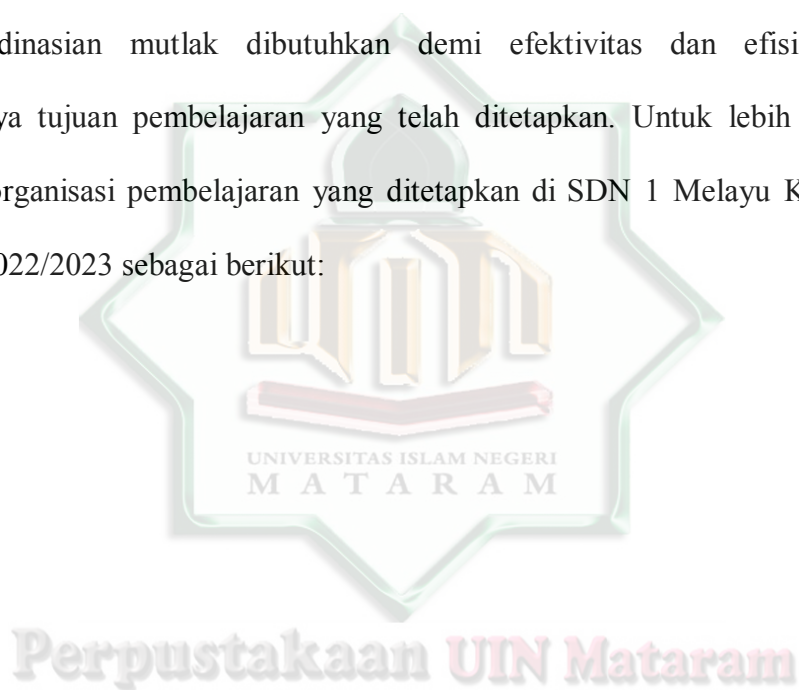 dinasian mutlak dibutuhkan demi efektivitas dan efisi
ya tujuan pembelajaran yang telah ditetapkan. Untuk lebih
organisasi pembelajaran yang ditetapkan di SDN 1 Melayu K
022/2023 sebagai berikut:
UNIVERSITAS ISLAM NEGERI
MATARAM
Perpustakaan UIN Mataram